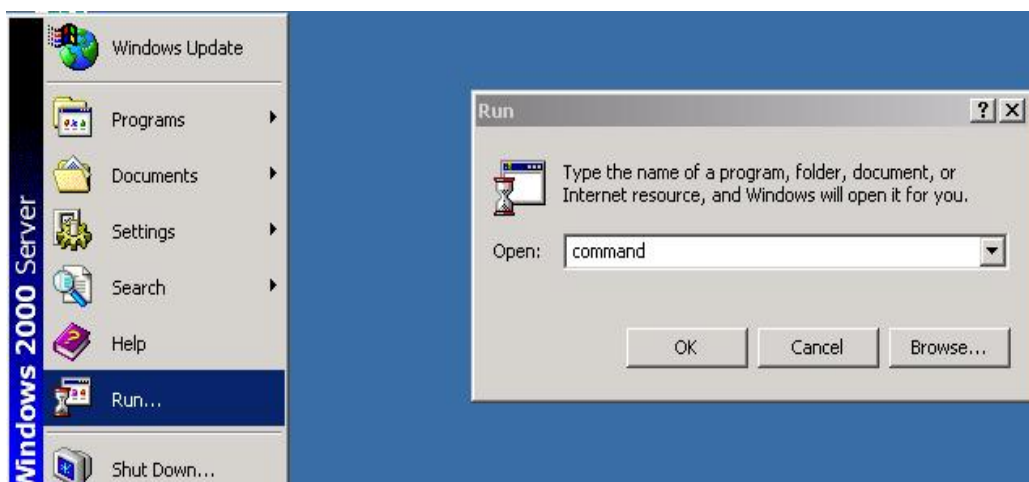 Windows Update
Programs
Documents
Settings
Search
Help
Run...
Shut Down...
Windows 2000 Server
Run
Type the name of a program, folder, document, or
Internet resource, and Windows will open it for you.
Open: command
OK Cancel Browse...